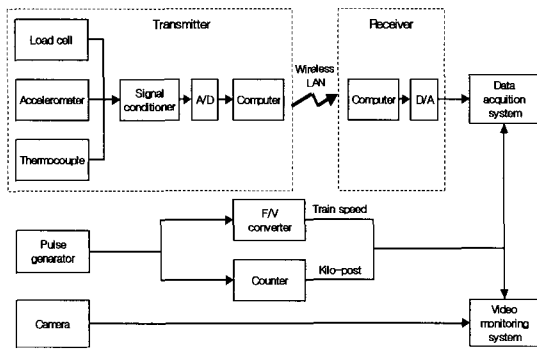 Transmitter
Receiver
Load cell
Accelerometer
Thermocouple
Signal
conditioner
A/D
Computer
Wireless
LAN
Computer
D/A
Data
acquition
system
Pulse
generator
F/V
converter
Train speed
Counter
Kilo-post
Camera
Video
monitoring
system